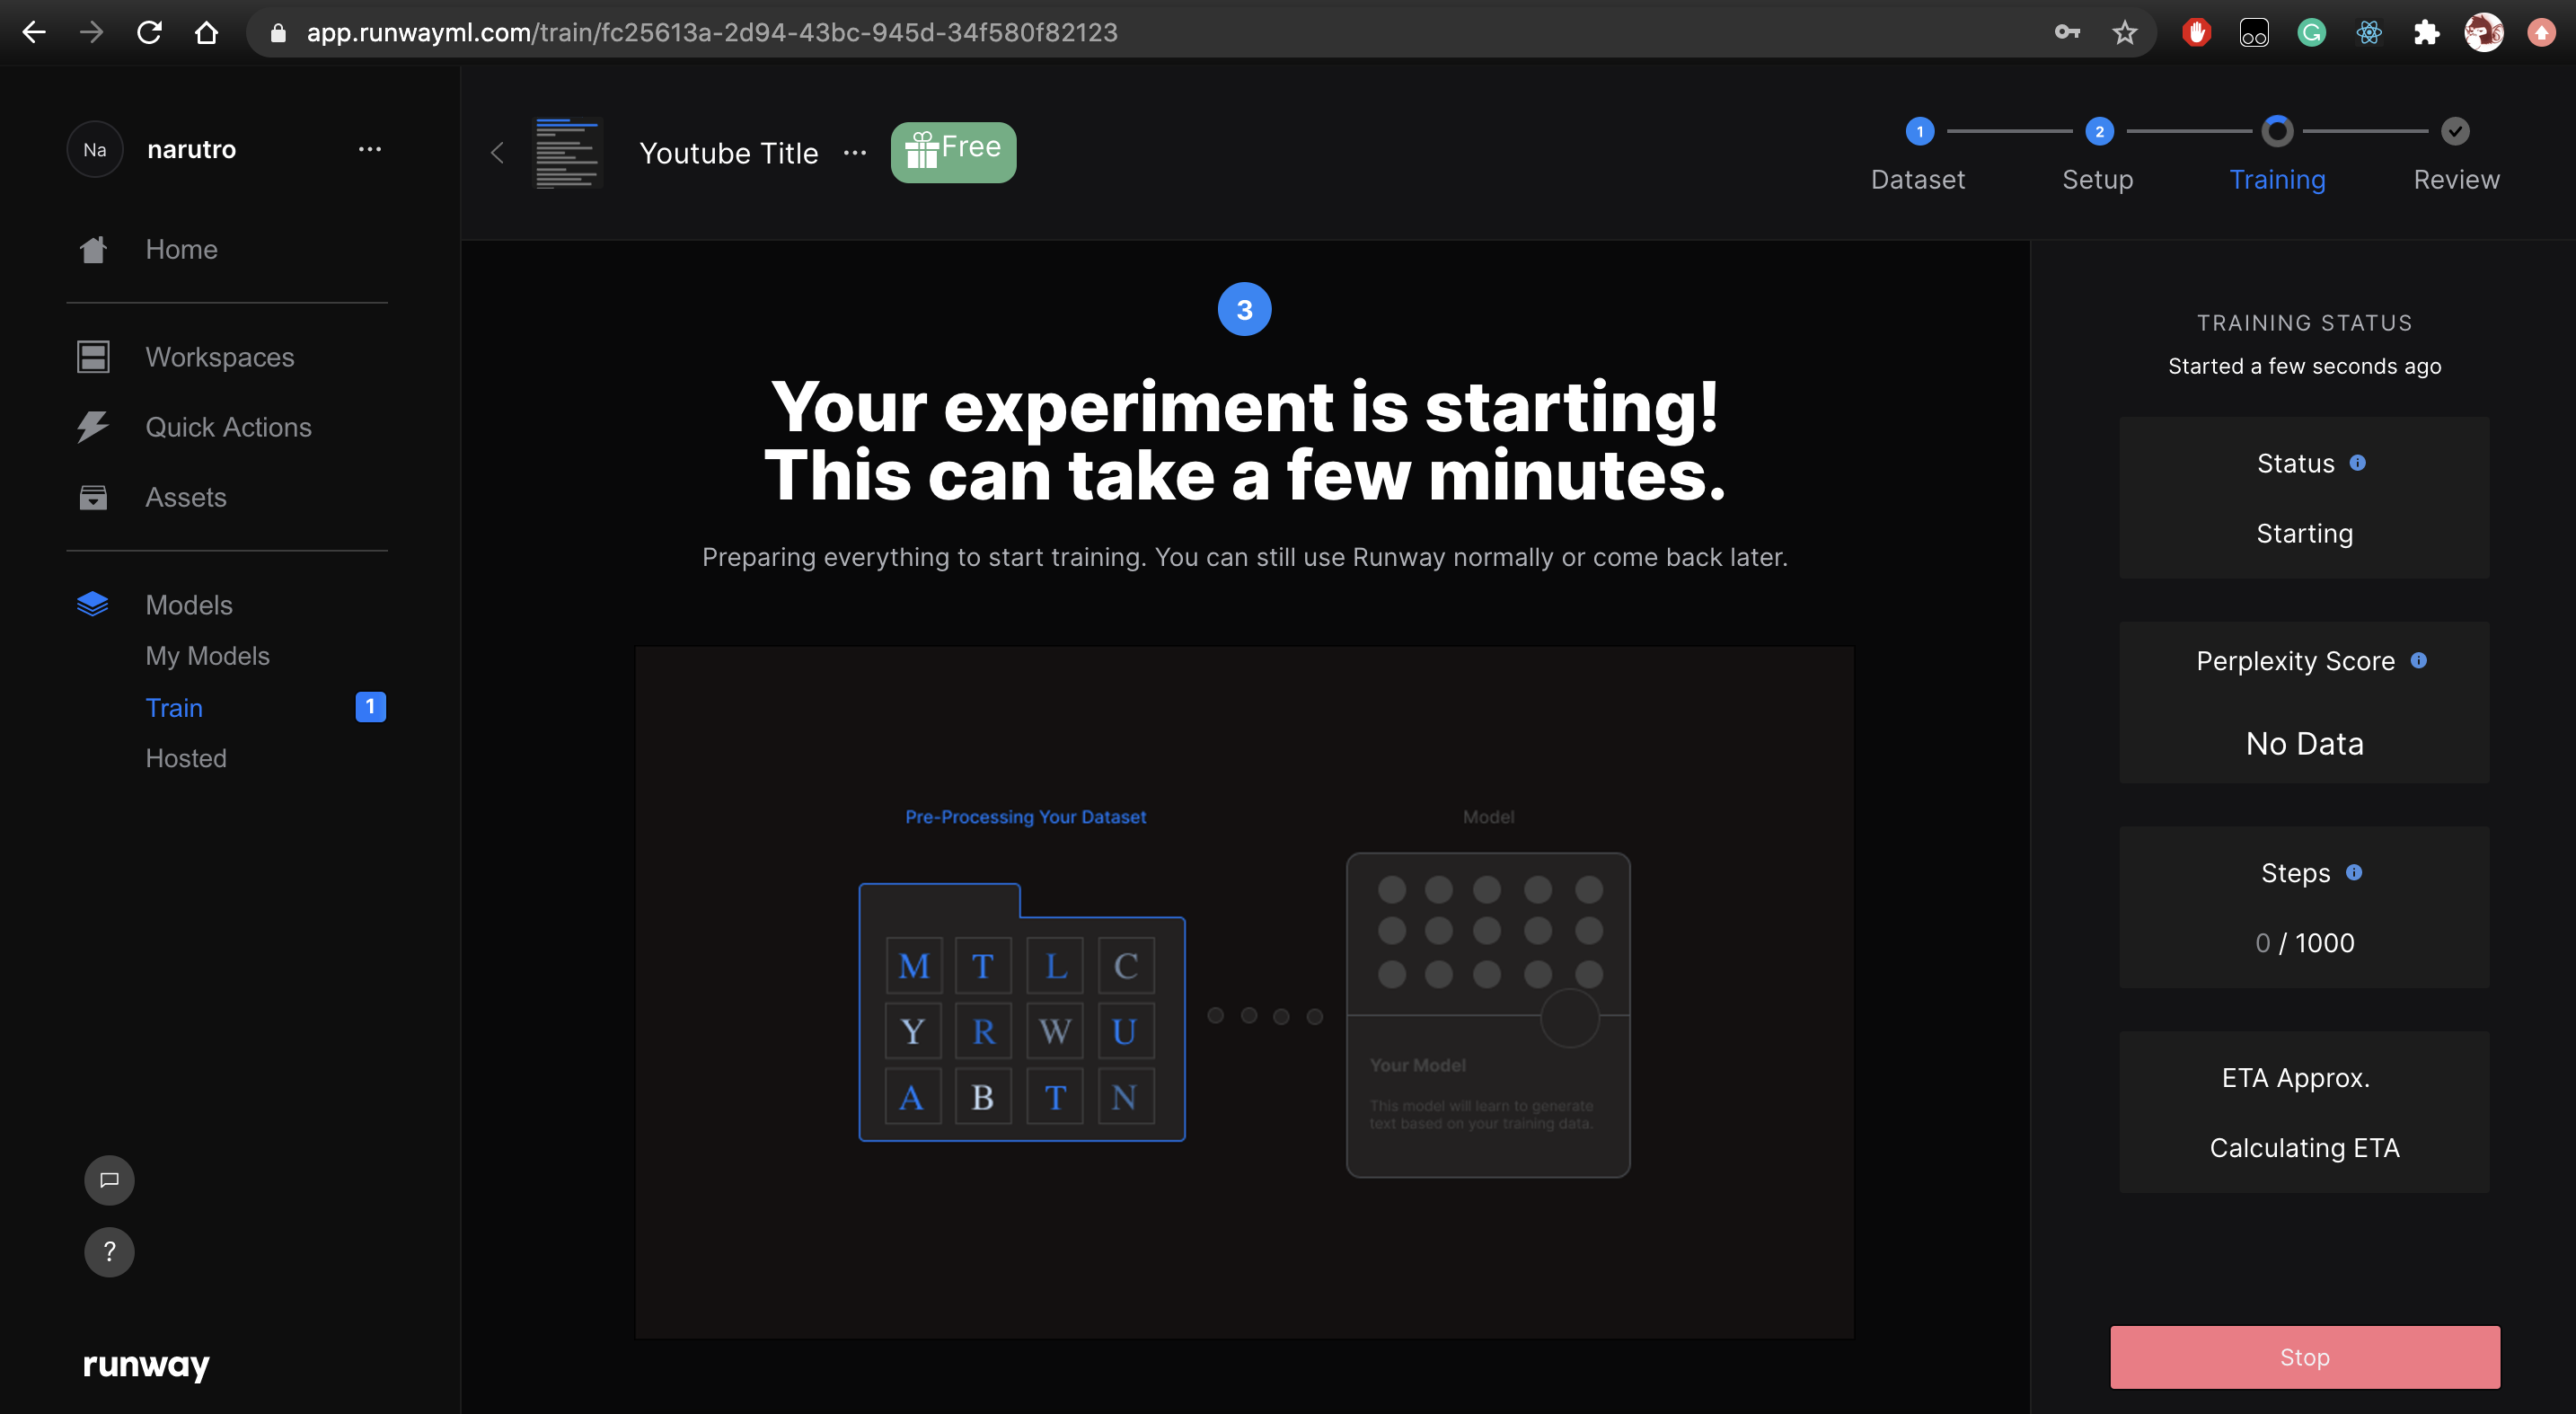 app.runwayml.com/train/fc25613a-2d94-43bc-945d-34f580f82123
Na
narutro
Home
Workspaces
Quick Actions
Assets
Models
My Models
Train
1
Hosted
?
runway
Youtube Title
Free
1
2
Dataset
Setup
Training
Review
3
Your experiment is starting!
This can take a few minutes.
Preparing everything to start training. You can still use Runway normally or come back later.
Pre-Processing Your Dataset
M T L C
Y R W U
A B T N
Model
Your Model
This model will learn to generate
text based on your training data.
TRAINING STATUS
Started a few seconds ago
Status
Starting
Perplexity Score
No Data
Steps
0 / 1000
ETA Approx.
Calculating ETA
Stop